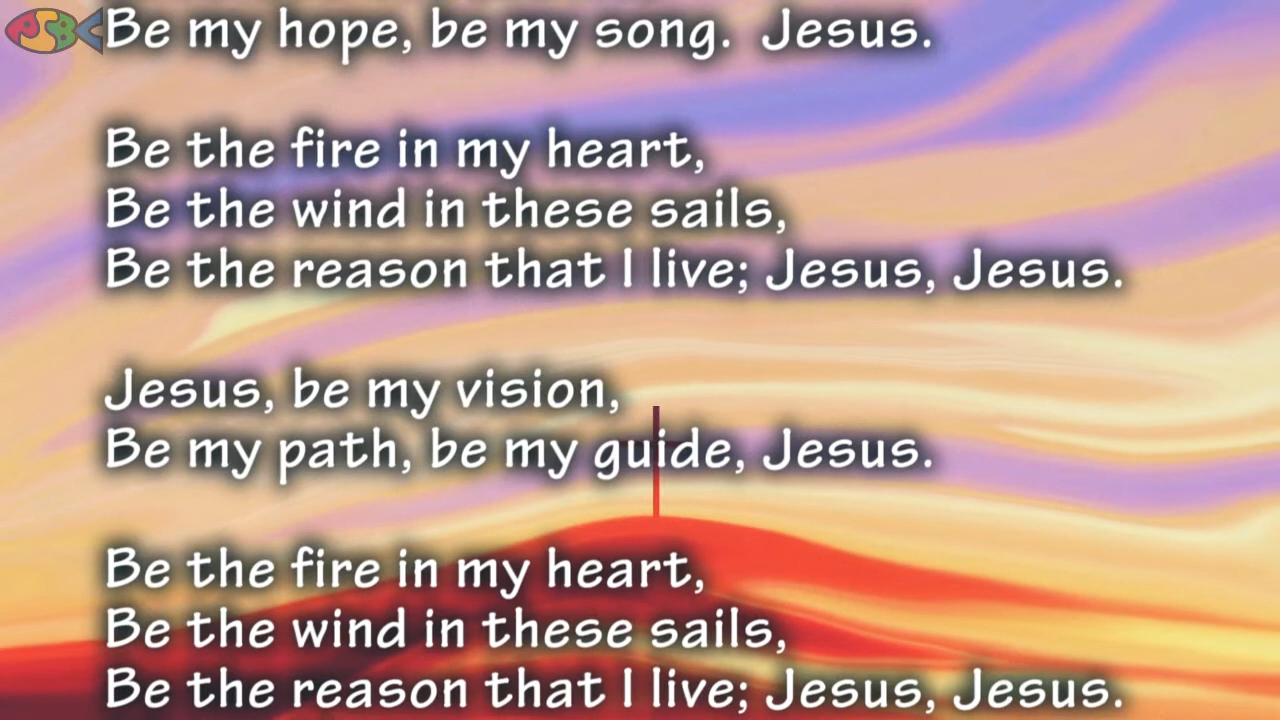 PSBC
Be my hope, be my song.  Jesus.
Be the fire in my heart,
Be the wind in these sails,
Be the reason that I live; Jesus, Jesus.
Jesus, be my vision,
Be my path, be my guide, Jesus.
Be the fire in my heart,
Be the wind in these sails,
Be the reason that I live; Jesus, Jesus.